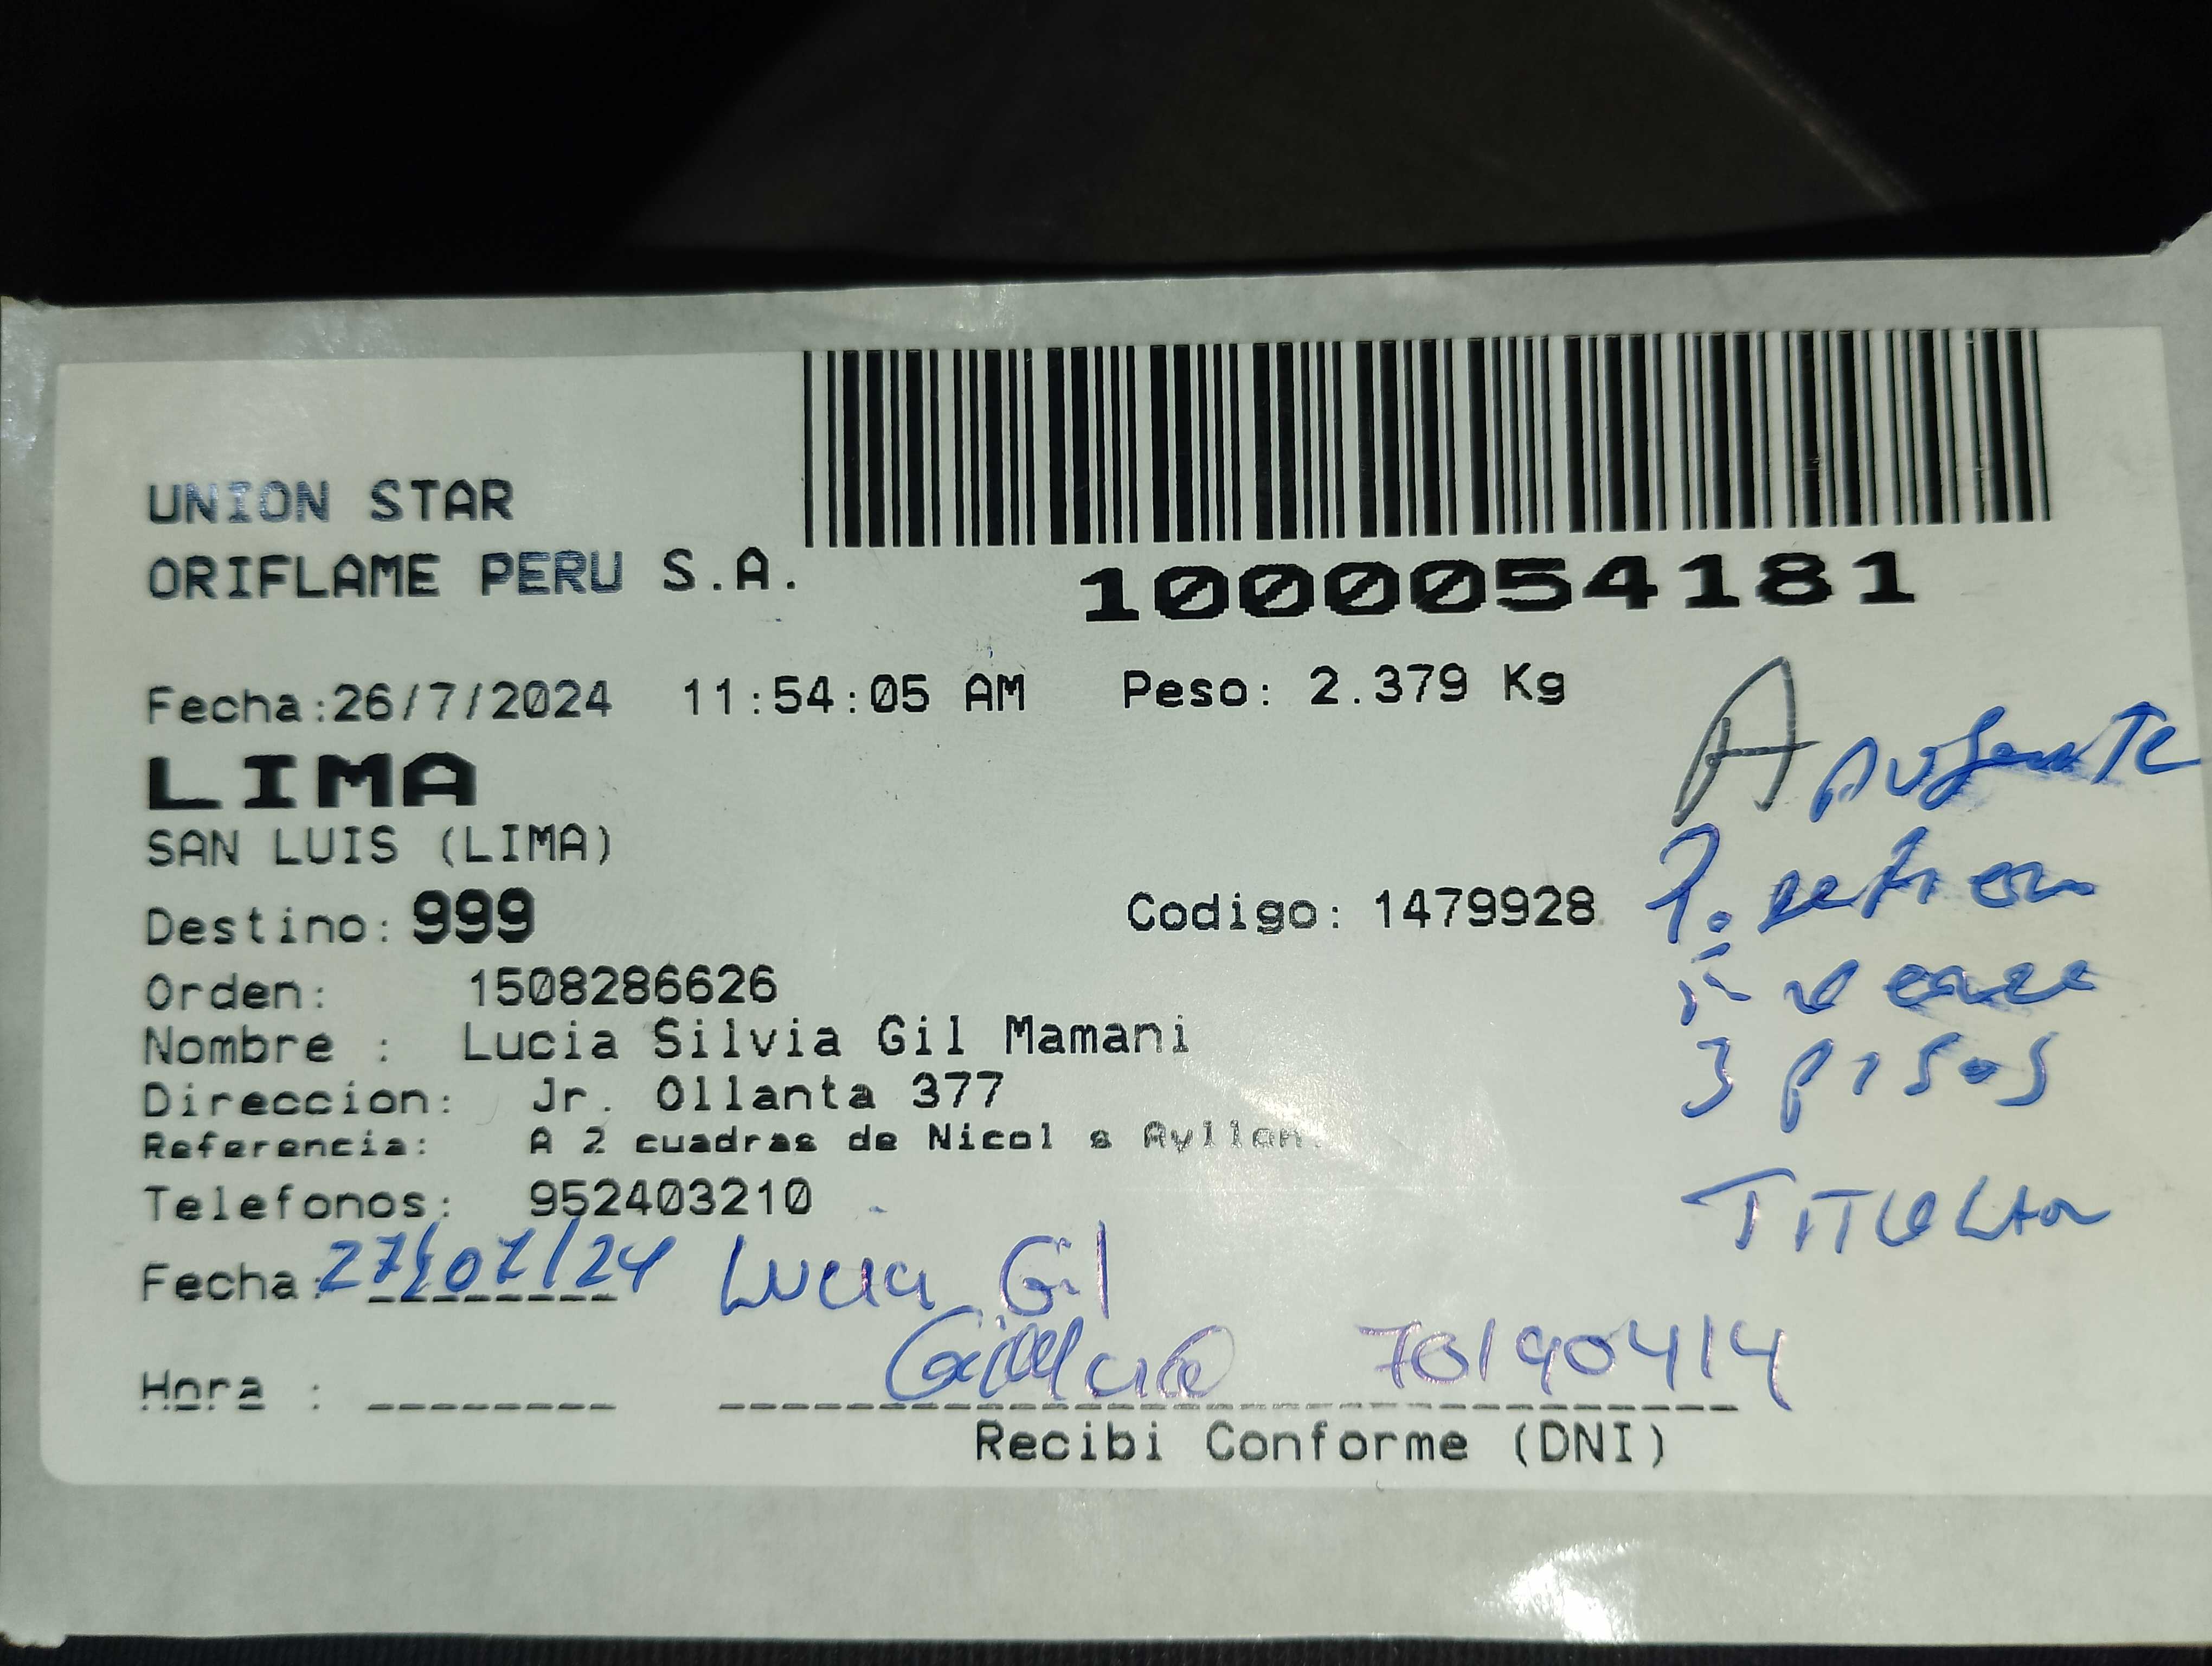 UNION STAR
ORIFLAME PERU S.A.
1000054181
Fecha:26/7/2024 11:54:05 AM Peso: 2.379 Kg
LIMA
SAN LUIS (LIMA)
Destino: 999 Codigo: 1479928
Orden: 1508286626
Nombre : Lucia Silvia Gil Mamani
Direccion: Jr. Ollanta 377
Referencia: A 2 cuadras de Nicol s Ayllon.
Telefonos: 952403210
Fecha: 27/07/24 Lucia Gil
Hora : 70190414
Recibi Conforme (DNI)
A
3 pisos
TITULAR